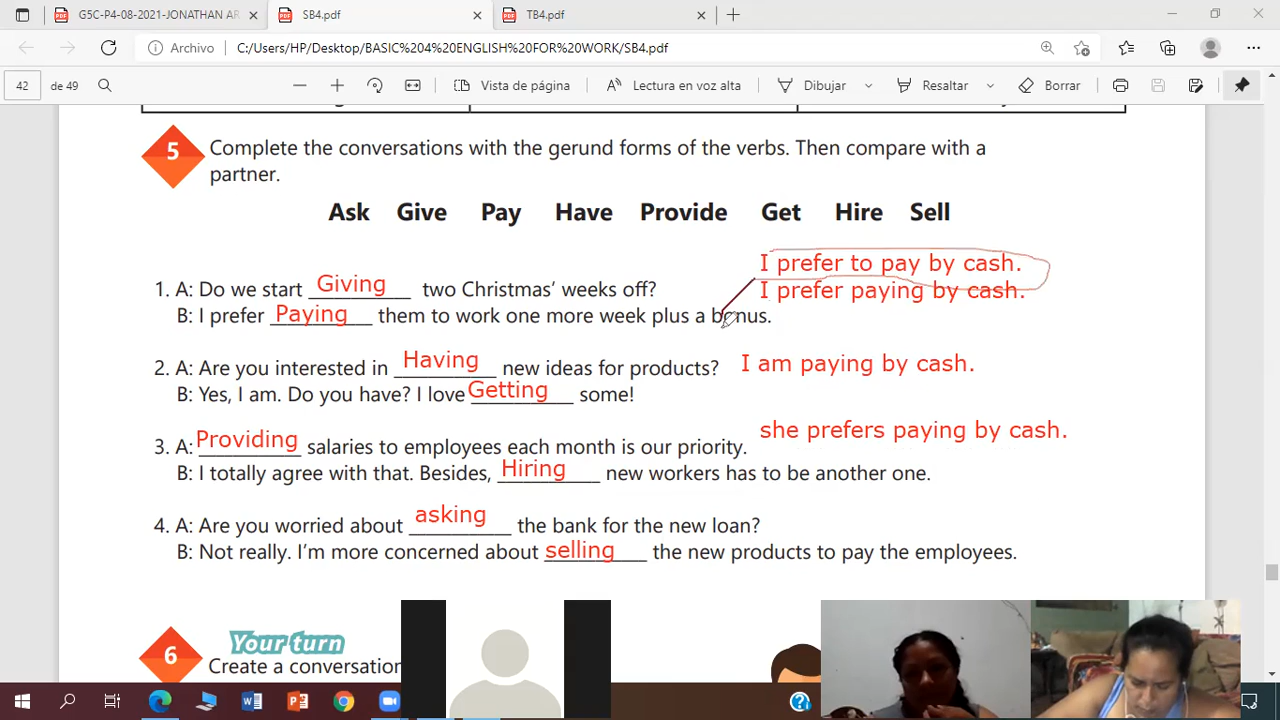 G5C-P4-08-2021-JONATHAN AR
SB4.pdf
TB4.pdf
Archivo
C:/Users/HP/Desktop/BASIC%204%20ENGLISH%20FOR%20WORK/SB4.pdf
42 de 49
Vista de página
Lectura en voz alta
Dibujar
Resaltar
Borrar
5 Complete the conversations with the gerund forms of the verbs. Then compare with a
partner.
Ask Give Pay Have Provide Get Hire Sell
I prefer to pay by cash.
I prefer paying by cash.
1. A: Do we start Giving two Christmas’ weeks off?
B: I prefer Paying them to work one more week plus a bonus.
2. A: Are you interested in Having new ideas for products?
I am paying by cash.
B: Yes, I am. Do you have? I love Getting some!
she prefers paying by cash.
3. A: Providing salaries to employees each month is our priority.
B: I totally agree with that. Besides, Hiring new workers has to be another one.
4. A: Are you worried about asking the bank for the new loan?
B: Not really. I’m more concerned about selling the new products to pay the employees.
6 Your turn
Create a conversation